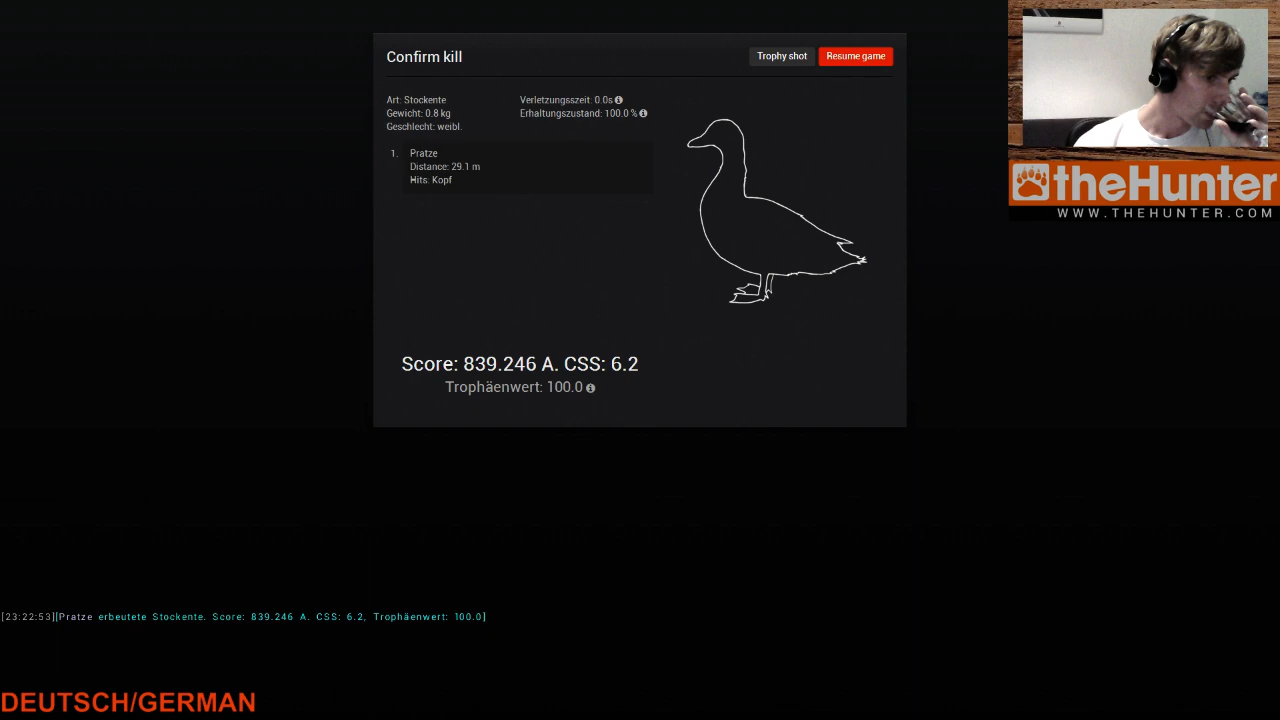 Confirm kill
Trophy shot
Resume game
Art: Stockente
Gewicht: 0.8 kg
Geschlecht: weibl.
Verletzungsszeit: 0.0s
Erhaltungszustand: 100.0 %
1. Pratze
Distance: 29.1 m
Hits: Kopf
Score: 839.246 A. CSS: 6.2
Trophäenwert: 100.0
theHunter
WWW.THEHUNTER.COM
[23:22:53][Pratze erbeutete Stockente. Score: 839.246 A. CSS: 6.2, Trophäenwert: 100.0]
DEUTSCH/GERMAN